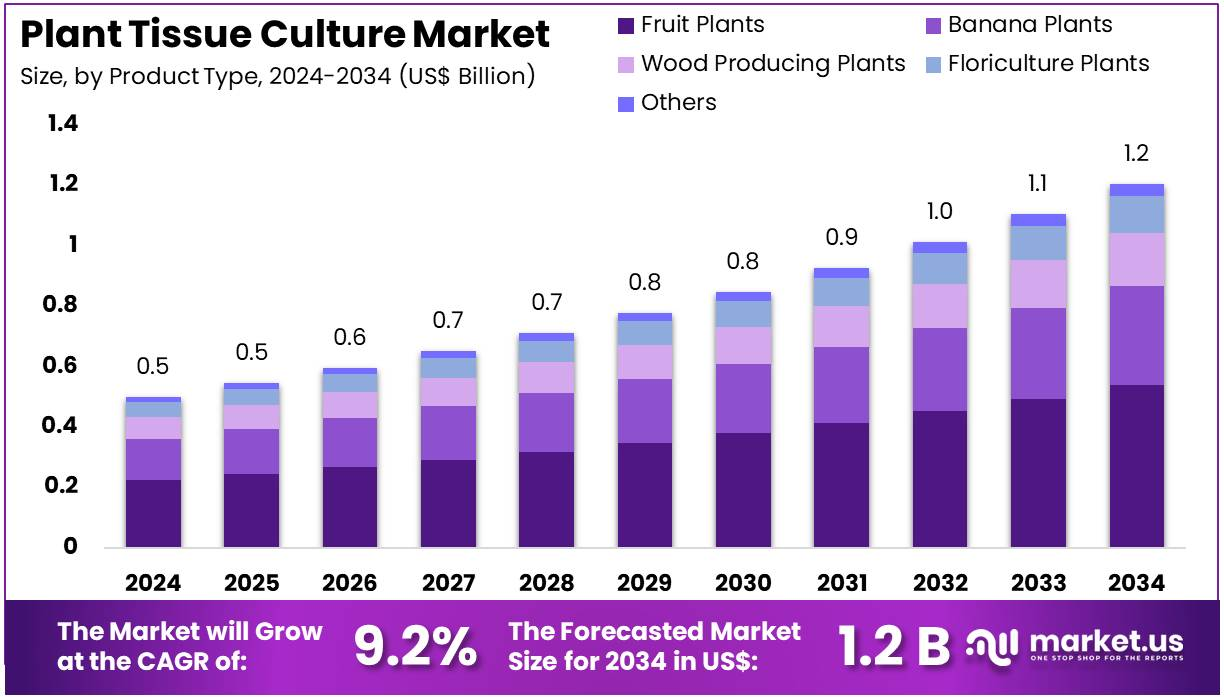 Plant Tissue Culture Market
Size, by Product Type, 2024-2034 (US$ Billion)
Fruit Plants
Banana Plants
Wood Producing Plants
Floriculture Plants
Others
1.4
1.2
1
0.8
0.6
0.4
0.2
0
0.5
0.5
0.6
0.7
0.7
0.8
0.8
0.9
1.0
1.1
1.2
2024 2025 2026 2027 2028 2029 2030 2031 2032 2033 2034
The Market will Grow
at the CAGR of:
9.2%
The Forecasted Market
Size for 2034 in US$:
1.2 B
market.us
ONE STOP SHOP FOR THE REPORTS